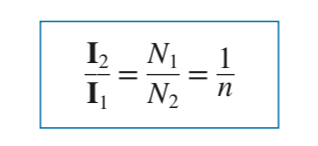 I₂/I₁ = N₁/N₂ = 1/n